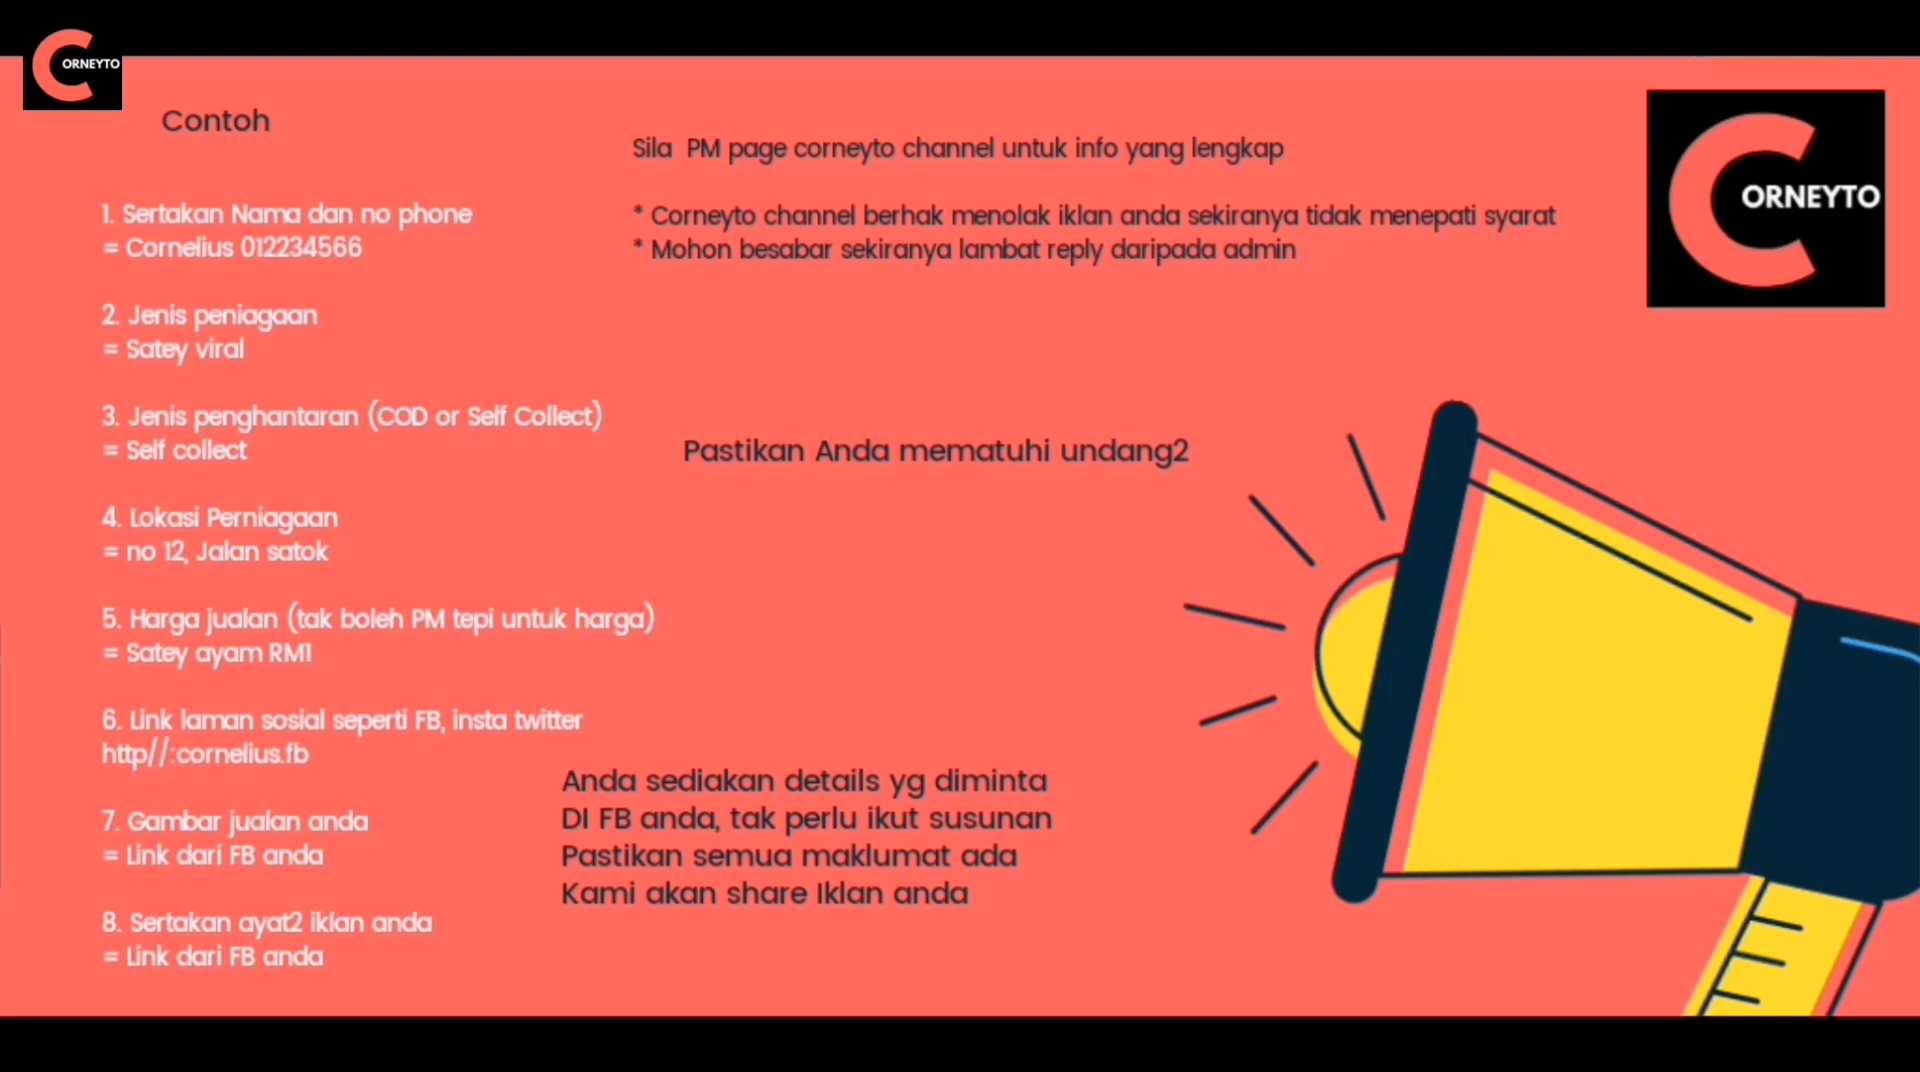 CORNEYTO
Contoh
1. Sertakan Nama dan no phone
= Cornelius 012234566
2. Jenis peniagaan
= Satey viral
3. Jenis penghantaran (COD or Self Collect)
= Self collect
4. Lokasi Perniagaan
= no 12, Jalan satok
5. Harga jualan (tak boleh PM tepi untuk harga)
= Satey ayam RM1
6. Link laman sosial seperti FB, insta twitter
http//:cornelius.fb
7. Gambar jualan anda
= Link dari FB anda
8. Sertakan ayat2 iklan anda
= Link dari FB anda
Sila  PM page corneyto channel untuk info yang lengkap
* Corneyto channel berhak menolak iklan anda sekiranya tidak menepati syarat
* Mohon besabar sekiranya lambat reply daripada admin
Pastikan Anda mematuhi undang2
Anda sediakan details yg diminta
DI FB anda, tak perlu ikut susunan
Pastikan semua maklumat ada
Kami akan share Iklan anda
CORNEYTO